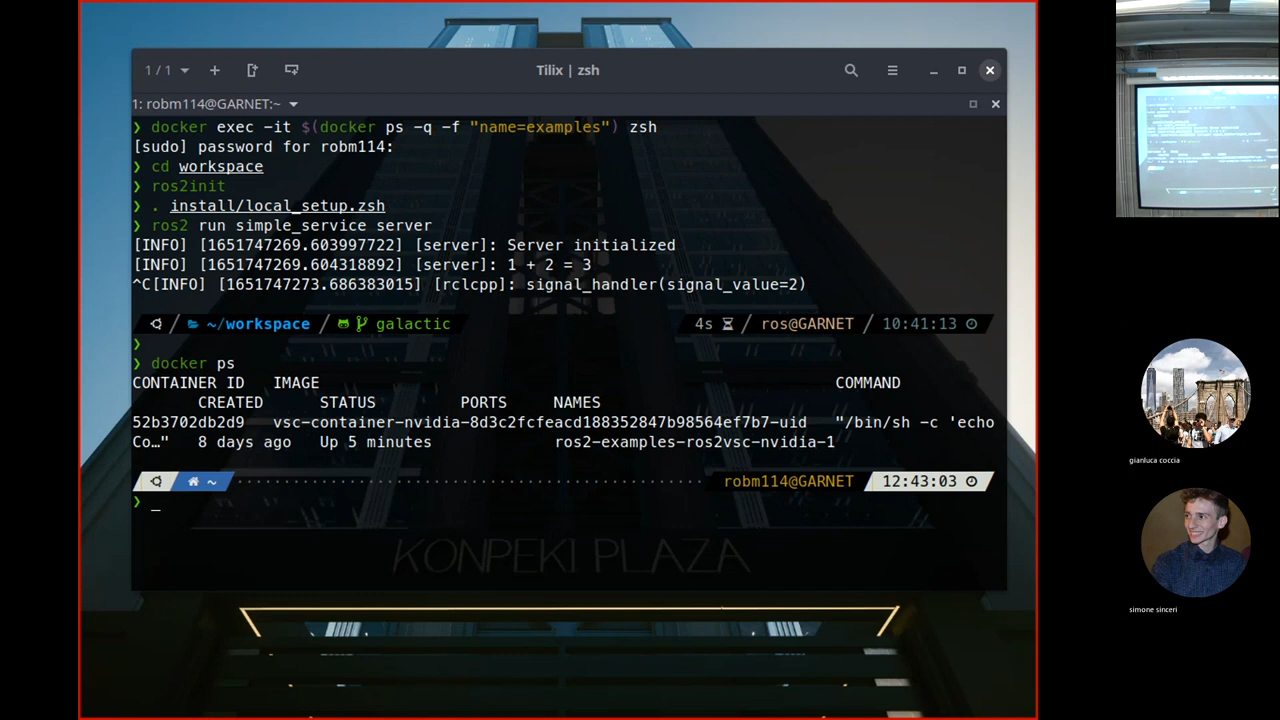 1 / 1
Tilix | zsh
1: robm114@GARNET:~
❯ docker exec -it $(docker ps -q -f "name=examples") zsh
[sudo] password for robm114:
❯ cd workspace
❯ ros2init
❯ . install/local_setup.zsh
❯ ros2 run simple_service server
[INFO] [1651747269.603997722] [server]: Server initialized
[INFO] [1651747269.604318892] [server]: 1 + 2 = 3
^C[INFO] [1651747273.686383015] [rclcpp]: signal_handler(signal_value=2)
~/workspace / galactic 4s / ros@GARNET / 10:41:13
❯
❯ docker ps
CONTAINER ID IMAGE COMMAND
CREATED STATUS PORTS NAMES
52b3702db2d9 vsc-container-nvidia-8d3c2fcfeacd188352847b98564ef7b7-uid "/bin/sh -c 'echo
Co…" 8 days ago Up 5 minutes ros2-examples-ros2vsc-nvidia-1
~ robm114@GARNET 12:43:03
❯ _
KONPEKI PLAZA
gianluca coccia
simone sinceri